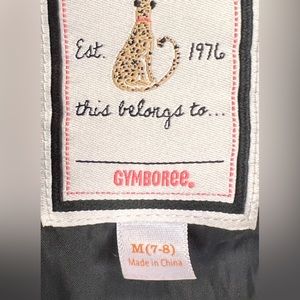 Est. 1976
this belongs to...
GYMBOREE.
M(7-8)
Made in China